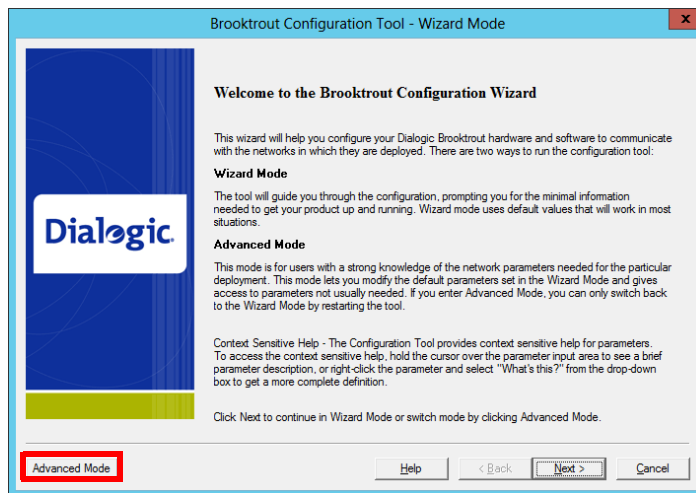 Brooktrout Configuration Tool - Wizard Mode
x
Welcome to the Brooktrout Configuration Wizard
This wizard will help you configure your Dialogic Brooktrout hardware and software to communicate
with the networks in which they are deployed. There are two ways to run the configuration tool:
Wizard Mode
The tool will guide you through the configuration, prompting you for the minimal information
needed to get your product up and running. Wizard mode uses default values that will work in most
situations.
Dialogic.
Advanced Mode
This mode is for users with a strong knowledge of the network parameters needed for the particular
deployment. This mode lets you modify the default parameters set in the Wizard Mode and gives
access to parameters not usually needed. If you enter Advanced Mode, you can only switch back
to the Wizard Mode by restarting the tool.
Context Sensitive Help - The Configuration Tool provides context sensitive help for parameters.
To access the context sensitive help, hold the cursor over the parameter input area to see a brief
parameter description, or right-click the parameter and select "What's this?" from the drop-down
box to get a more complete definition.
Click Next to continue in Wizard Mode or switch mode by clicking Advanced Mode.
Advanced Mode
Help
< Back
Next >
Cancel